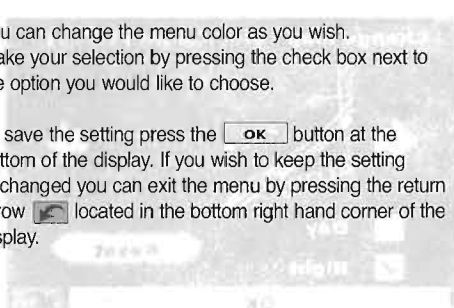 u can change the menu color as you wish.
ake your selection by pressing the check box next to
e option you would like to choose.
save the setting press the OK button at the
ttom of the display. If you wish to keep the setting
changed you can exit the menu by pressing the return
row located in the bottom right hand corner of the
splay.